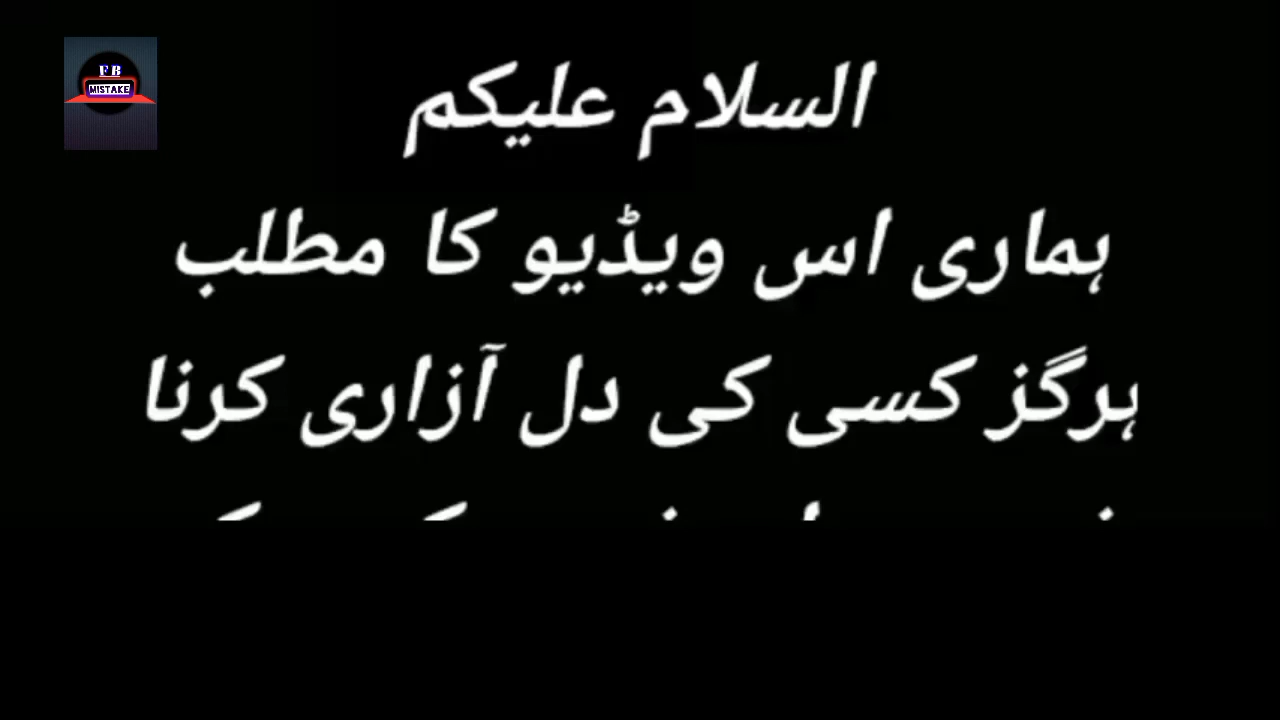 FB
MISTAKE
السلام علیکم
ہماری اس ویڈیو کا مطلب
ہرگز کسی کی دل آزاری کرنا